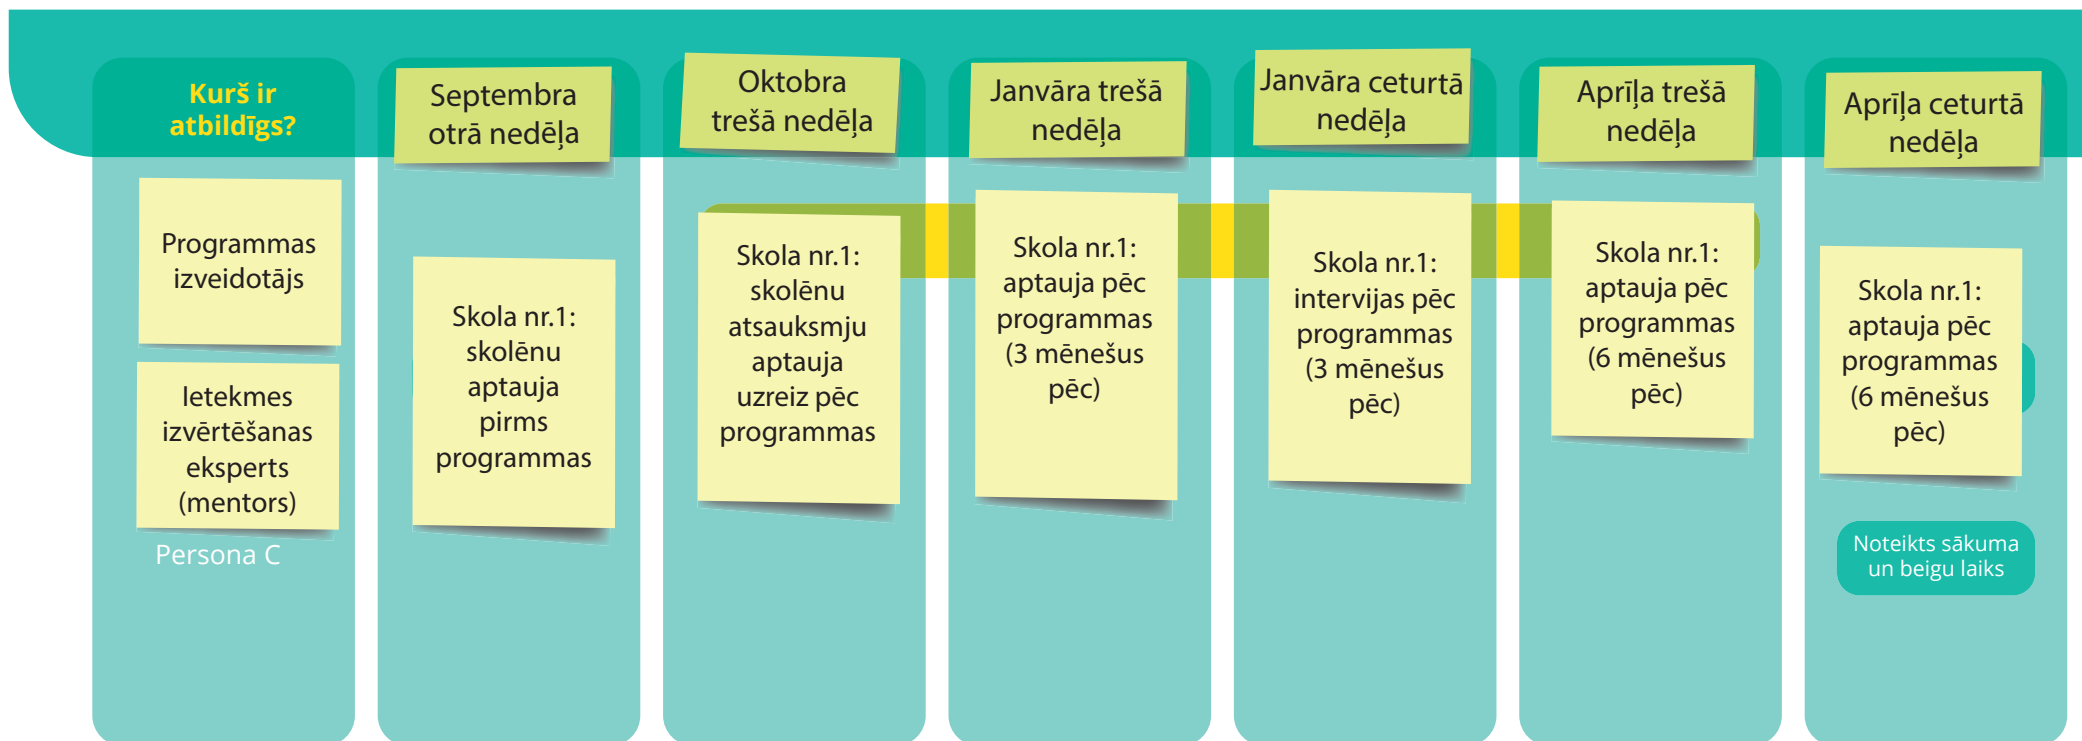 Kurš ir
atbildīgs?
Septembra
otrā nedēļa
Oktobra
trešā nedēļa
Janvāra trešā
nedēļa
Janvāra ceturtā
nedēļa
Aprīļa trešā
nedēļa
Aprīļa ceturtā
nedēļa
Programmas
izveidotājs
Ietekmes
izvērtēšanas
eksperts
(mentors)
Persona C
Skola nr.1:
skolēnu
aptauja
pirms
programmas
Skola nr.1:
skolēnu
atsauksmju
aptauja
uzreiz pēc
programmas
Skola nr.1:
aptauja pēc
programmas
(3 mēnešus
pēc)
Skola nr.1:
intervijas pēc
programmas
(3 mēnešus
pēc)
Skola nr.1:
aptauja pēc
programmas
(6 mēnešus
pēc)
Skola nr.1:
aptauja pēc
programmas
(6 mēnešus
pēc)
Noteikts sākuma
un beigu laiks